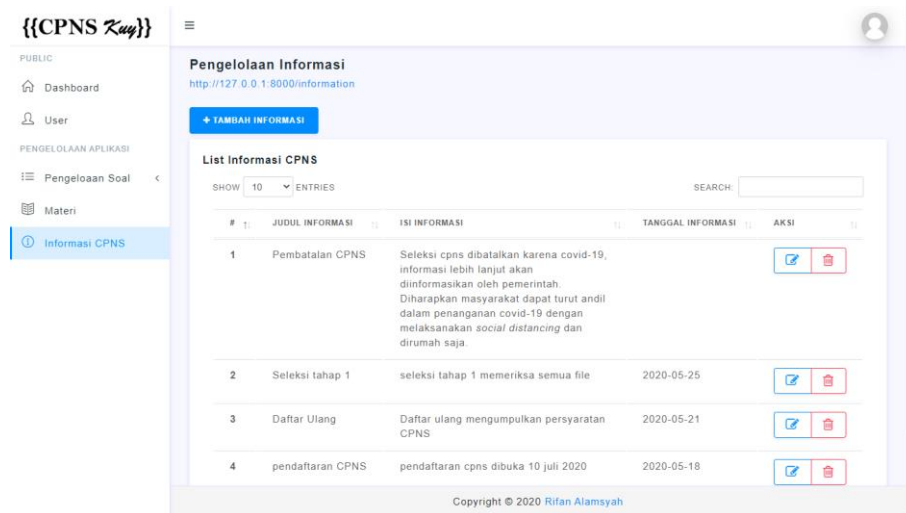 {{CPNS Kuy}}
PUBLIC
Dashboard
User
PENGELOLAAN APLIKASI
Pengeloaan Soal
Materi
Informasi CPNS
Pengelolaan Informasi
http://127.0.0.1:8000/information
+ TAMBAH INFORMASI
List Informasi CPNS
SHOW 10 ENTRIES SEARCH:
# JUDUL INFORMASI ISI INFORMASI TANGGAL INFORMASI AKSI
1 Pembatalan CPNS Seleksi cpns dibatalkan karena covid-19,
informasi lebih lanjut akan
diinformasikan oleh pemerintah.
Diharapkan masyarakat dapat turut andil
dalam penanganan covid-19 dengan
melaksanakan social distancing dan
dirumah saja.
2 Seleksi tahap 1 seleksi tahap 1 memeriksa semua file 2020-05-25
3 Daftar Ulang Daftar ulang mengumpulkan persyaratan 2020-05-21
CPNS
4 pendaftaran CPNS pendaftaran cpns dibuka 10 juli 2020 2020-05-18
Copyright © 2020 Rifan Alamsyah